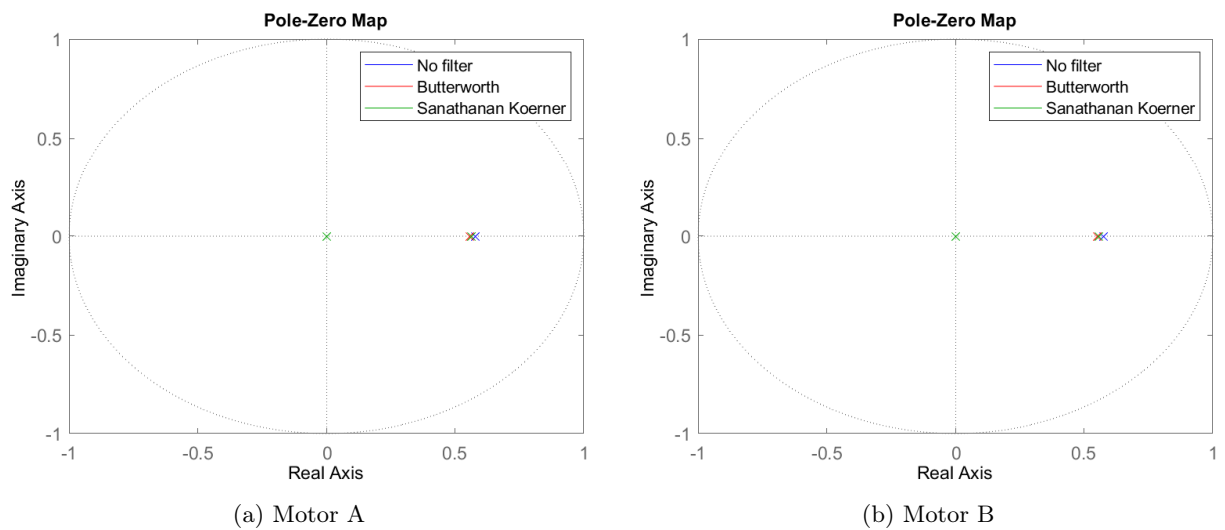 Pole-Zero Map
1
0.5
0
-0.5
-1
Imaginary Axis
No filter
Butterworth
Sanathanan Koerner
-1
-0.5
0
0.5
1
Real Axis
(a) Motor A
Pole-Zero Map
1
0.5
0
-0.5
-1
Imaginary Axis
No filter
Butterworth
Sanathanan Koerner
-1
-0.5
0
0.5
1
Real Axis
(b) Motor B